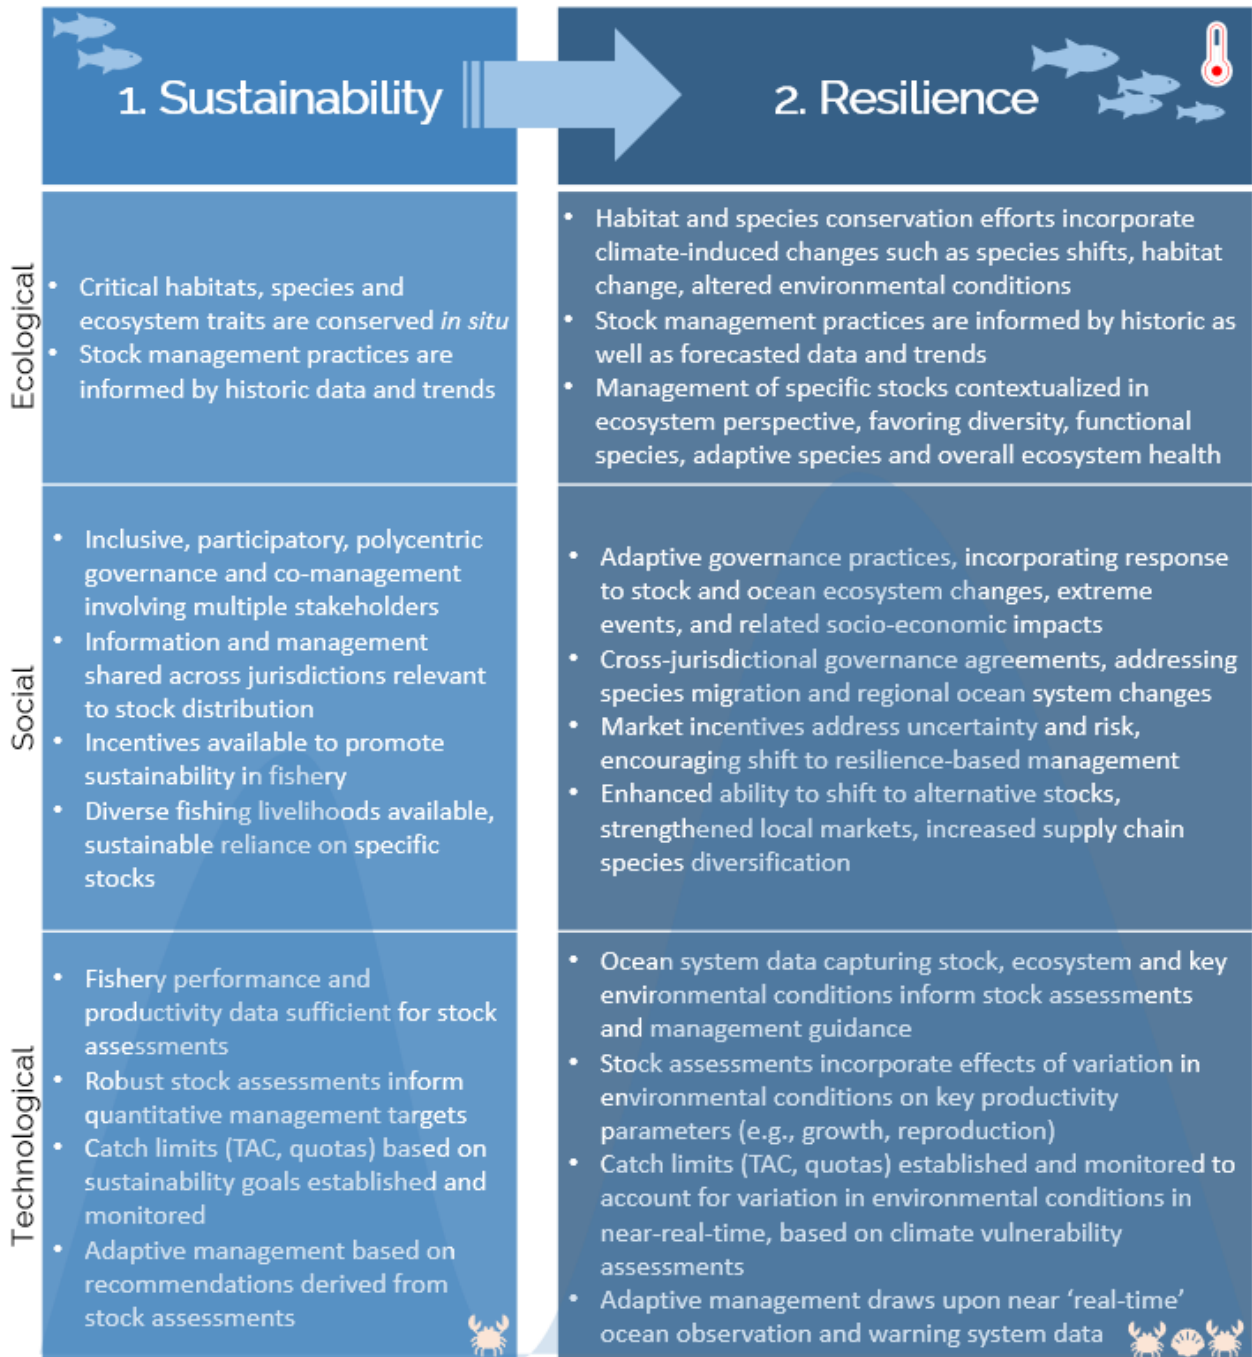 1. Sustainability
2. Resilience
Ecological
• Critical habitats, species and
ecosystem traits are conserved in situ
• Stock management practices are
informed by historic data and trends
• Habitat and species conservation efforts incorporate
climate-induced changes such as species shifts, habitat
change, altered environmental conditions
• Stock management practices are informed by historic as
well as forecasted data and trends
• Management of specific stocks contextualized in
ecosystem perspective, favoring diversity, functional
species, adaptive species and overall ecosystem health
Social
• Inclusive, participatory, polycentric
governance and co-management
involving multiple stakeholders
• Information and management
shared across jurisdictions relevant
to stock distribution
• Incentives available to promote
sustainability in fishery
• Diverse fishing livelihoods available,
sustainable reliance on specific
stocks
• Adaptive governance practices, incorporating response
to stock and ocean ecosystem changes, extreme
events, and related socio-economic impacts
• Cross-jurisdictional governance agreements, addressing
species migration and regional ocean system changes
• Market incentives address uncertainty and risk,
encouraging shift to resilience-based management
• Enhanced ability to shift to alternative stocks,
strengthened local markets, increased supply chain
species diversification
Technological
• Fishery performance and
productivity data sufficient for stock
assessments
• Robust stock assessments inform
quantitative management targets
• Catch limits (TAC, quotas) based on
sustainability goals established and
monitored
• Adaptive management based on
recommendations derived from
stock assessments
• Ocean system data capturing stock, ecosystem and key
environmental conditions inform stock assessments
and management guidance
• Stock assessments incorporate effects of variation in
environmental conditions on key productivity
parameters (e.g., growth, reproduction)
• Catch limits (TAC, quotas) established and monitored to
account for variation in environmental conditions in
near-real-time, based on climate vulnerability
assessments
• Adaptive management draws upon near ‘real-time’
ocean observation and warning system data